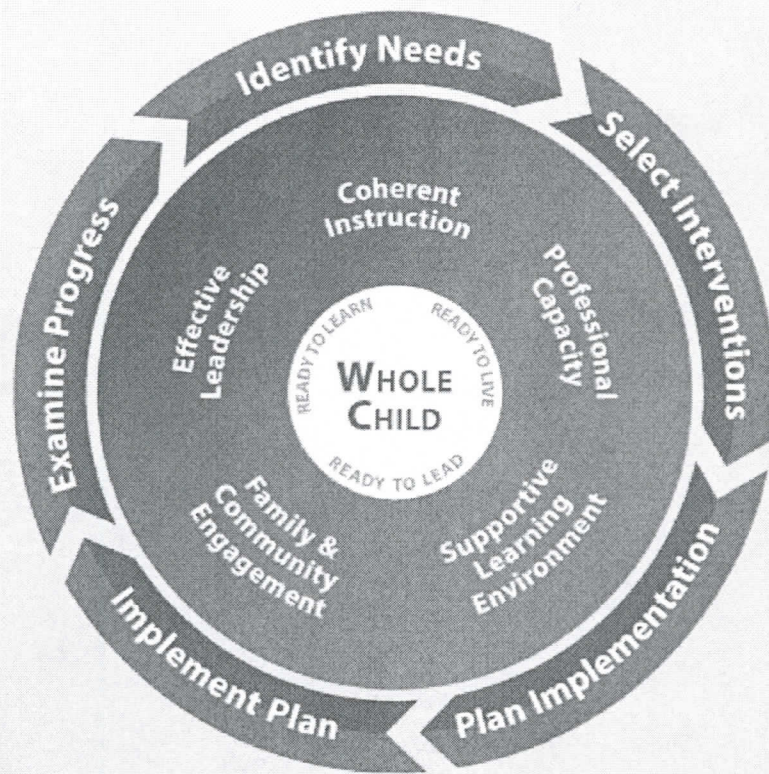 Identify Needs
Select Interventions
Plan Implementation
Implement Plan
Examine Progress
Coherent
Instruction
Professional
Capacity
Supportive
Learning
Environment
Family &
Community
Engagement
Effective
Leadership
READY TO LEARN
READY TO LIVE
READY TO LEAD
WHOLE
CHILD